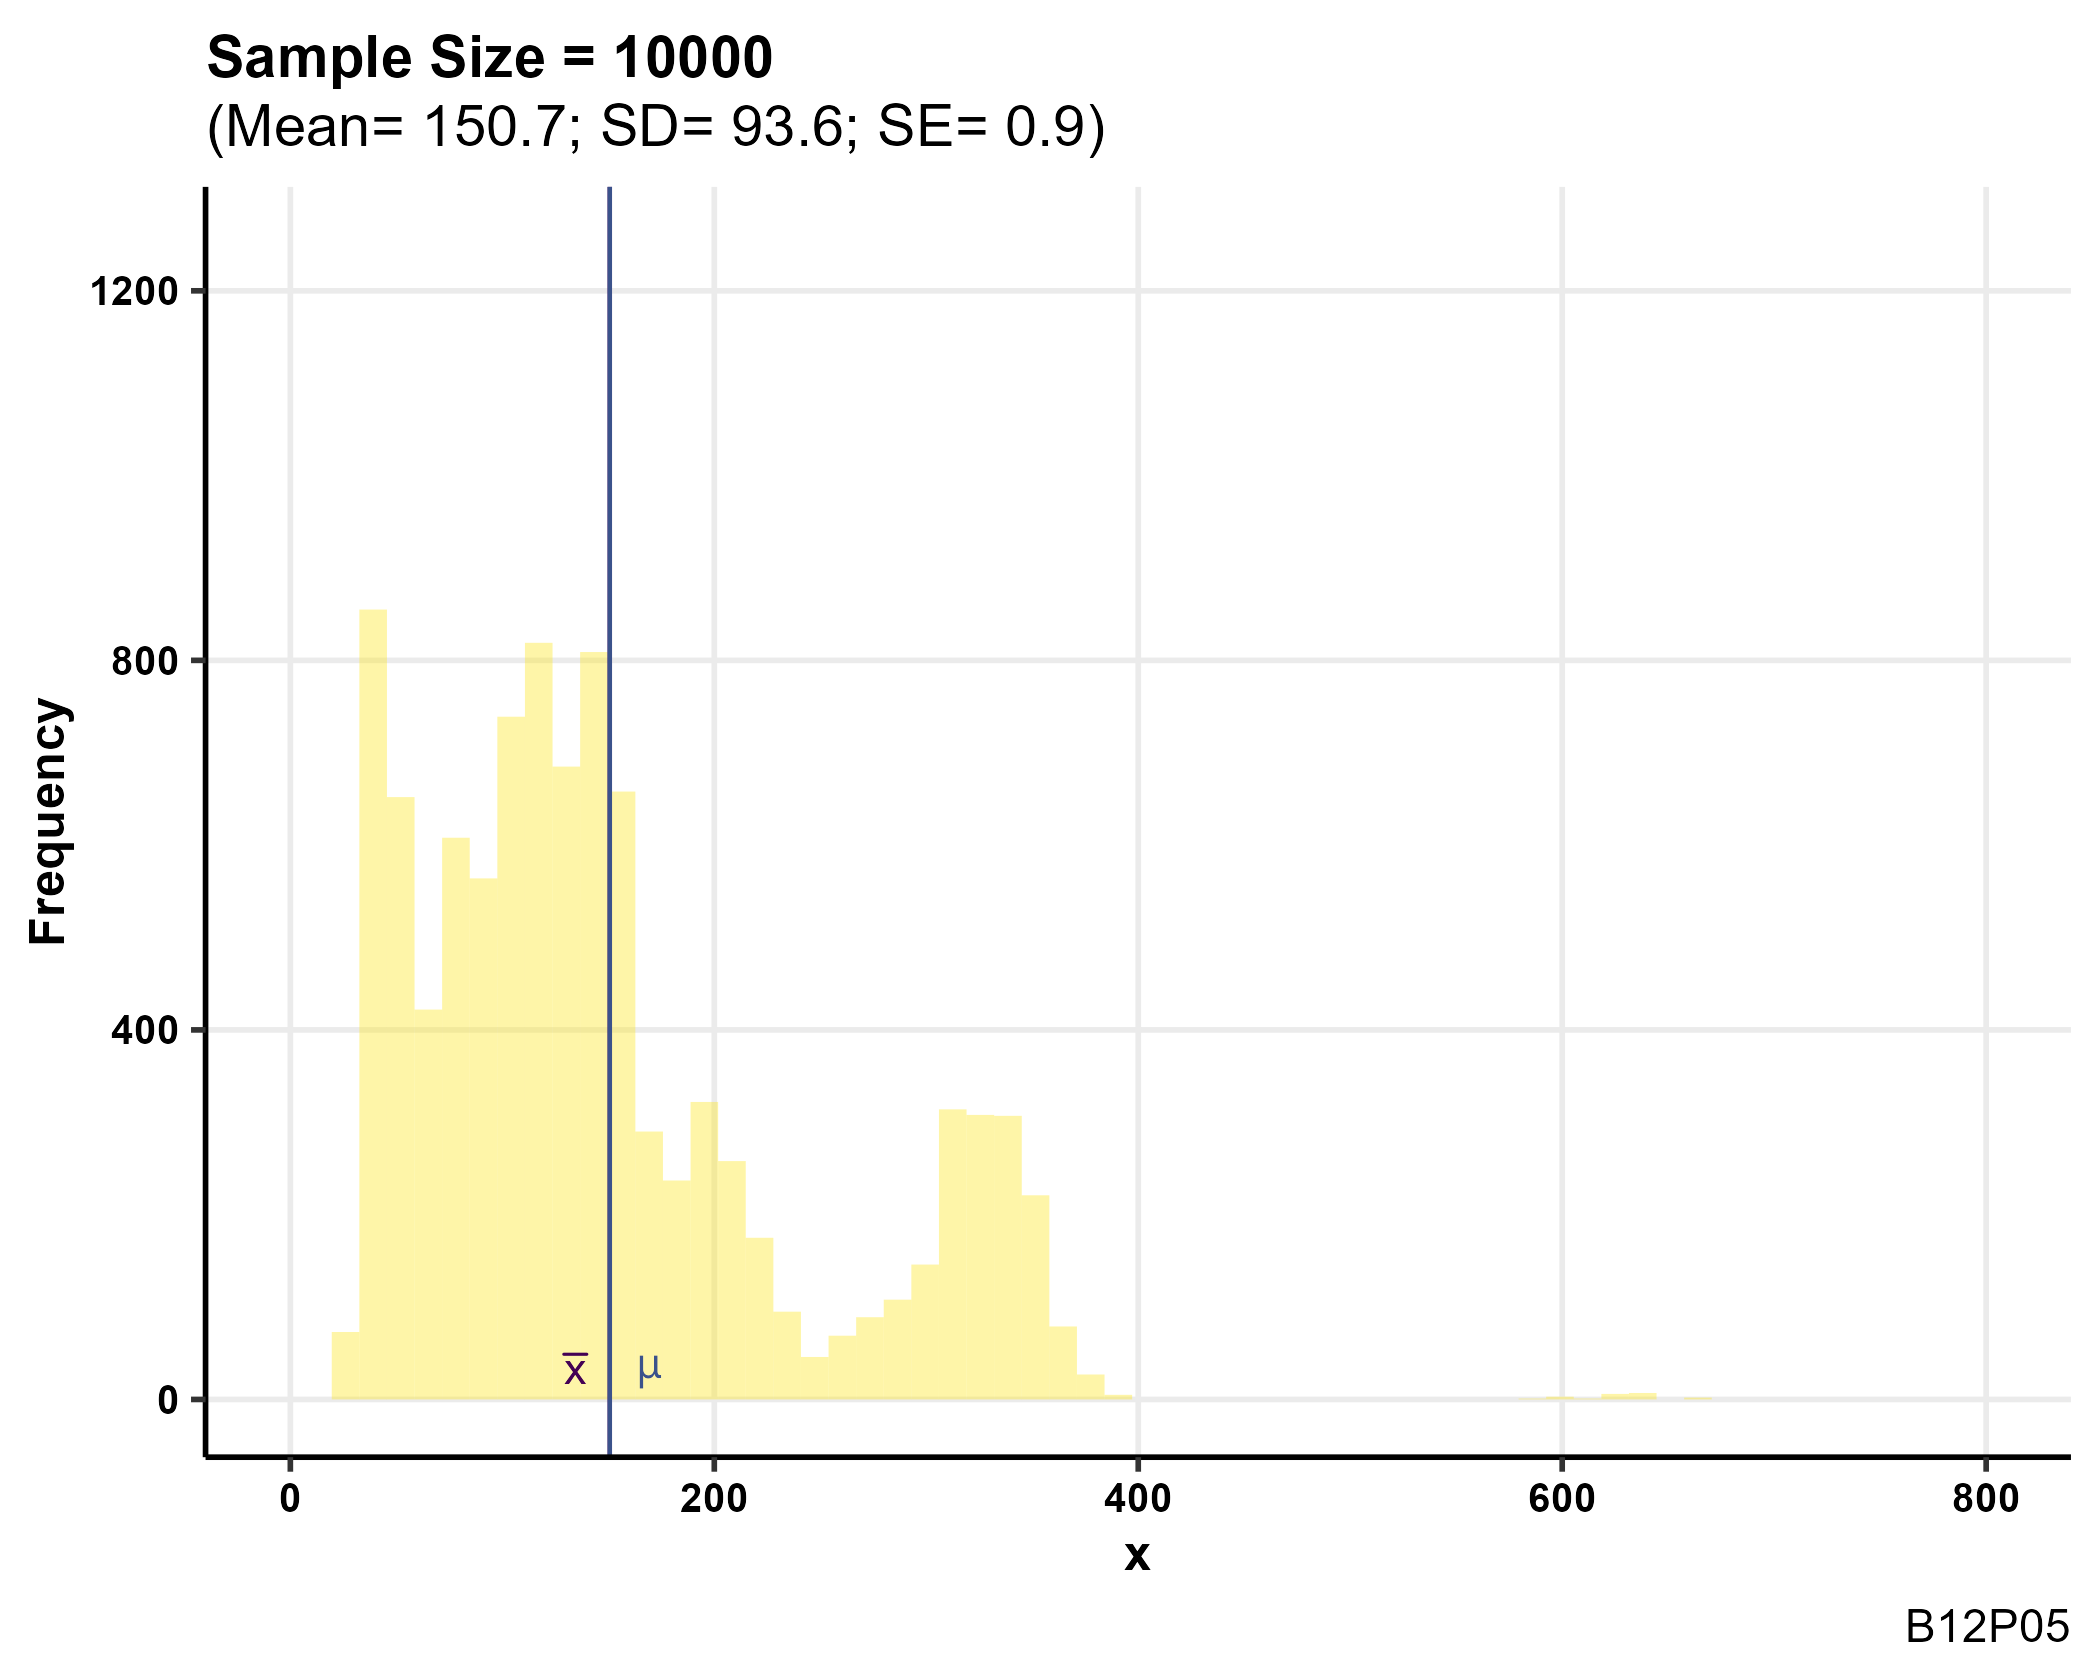 Sample Size = 10000
(Mean= 150.7; SD= 93.6; SE= 0.9)
1200
800
400
0
Frequency
x̅ μ
0 200 400 600 800
x
B12P05